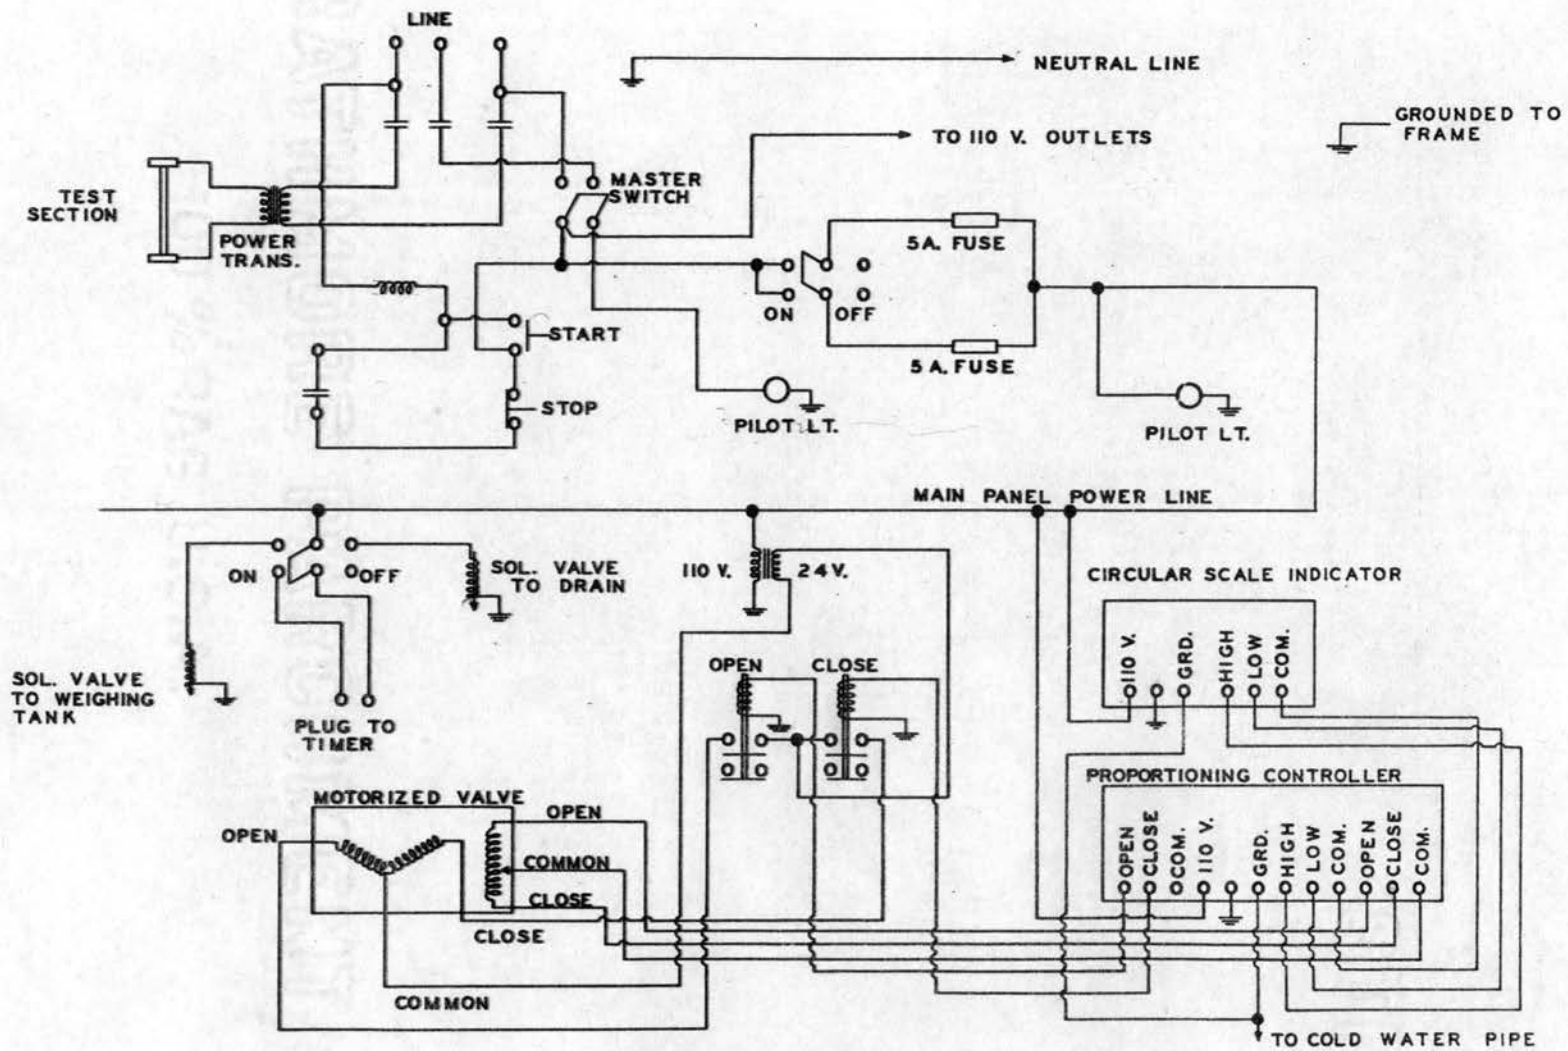 LINE
NEUTRAL LINE
GROUNDED TO
FRAME
TO 110 V. OUTLETS
TEST
SECTION
MASTER
SWITCH
POWER
TRANS.
5A. FUSE
ON
OFF
START
5A. FUSE
STOP
PILOT LT.
PILOT LT.
MAIN PANEL POWER LINE
ON
OFF
SOL. VALVE
TO DRAIN
110 V.
24V.
CIRCULAR SCALE INDICATOR
110 V.
GRD.
HIGH
LOW
COM.
SOL. VALVE
TO WEIGHING
TANK
PLUG TO
TIMER
OPEN
CLOSE
PROPORTIONING CONTROLLER
OPEN
CLOSE
COM.
110 V.
GRD.
HIGH
LOW
COM.
OPEN
CLOSE
COM.
MOTORIZED VALVE
OPEN
OPEN
COMMON
CLOSE
CLOSE
COMMON
TO COLD WATER PIPE